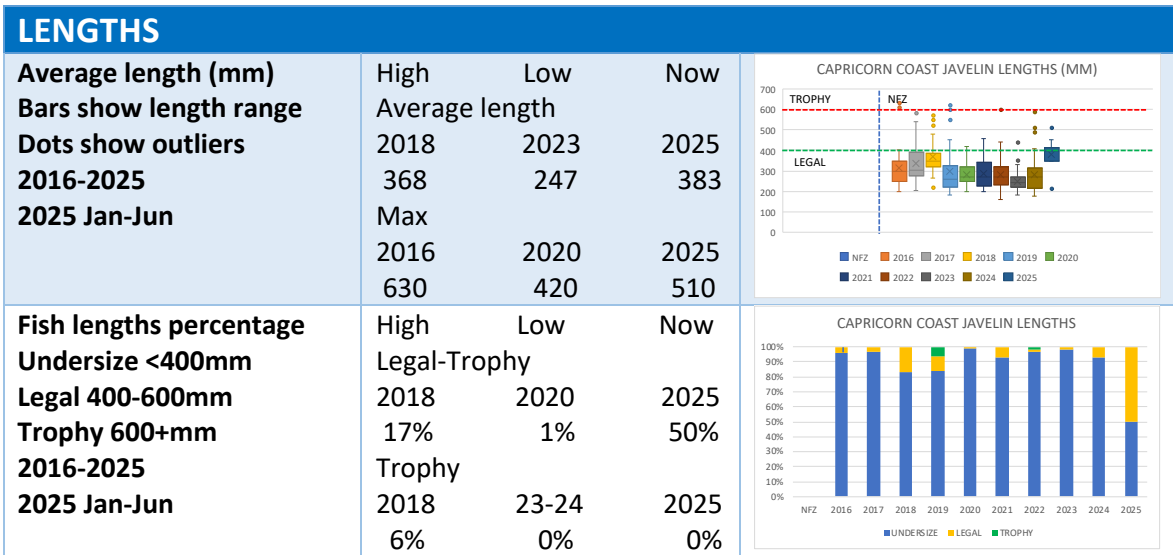 LENGTHS
Average length (mm)
Bars show length range
Dots show outliers
2016-2025
2025 Jan-Jun
High Low Now
Average length
2018 2023 2025
368 247 383
Max
2016 2020 2025
630 420 510
CAPRICORN COAST JAVELIN LENGTHS (MM)
700
600
500
400
300
200
100
0
TROPHY
NFZ
LEGAL
NFZ 2016 2017 2018 2019 2020
2021 2022 2023 2024 2025
Fish lengths percentage
Undersize <400mm
Legal 400-600mm
Trophy 600+mm
2016-2025
2025 Jan-Jun
High Low Now
Legal-Trophy
2018 2020 2025
17% 1% 50%
Trophy
2018 23-24 2025
6% 0% 0%
CAPRICORN COAST JAVELIN LENGTHS
100%
90%
80%
70%
60%
50%
40%
30%
20%
10%
0%
NFZ 2016 2017 2018 2019 2020 2021 2022 2023 2024 2025
UNDERSIZE LEGAL TROPHY